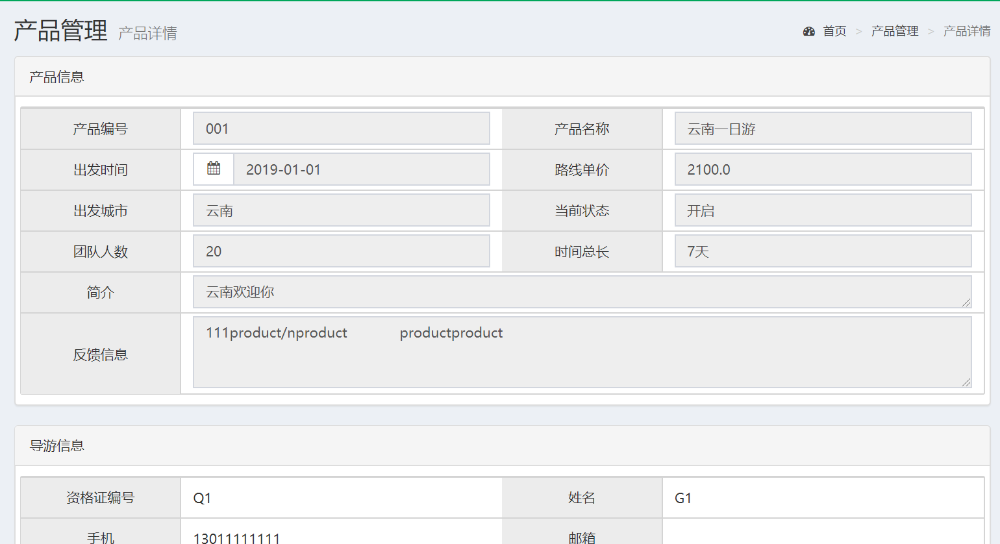 产品管理 产品详情 首页 > 产品管理 > 产品详情
产品信息
产品编号 001 产品名称 云南一日游
出发时间 2019-01-01 路线单价 2100.0
出发城市 云南 当前状态 开启
团队人数 20 时间总长 7天
简介 云南欢迎你
反馈信息 111product/nproduct productproduct
导游信息
资格证编号 Q1 姓名 G1
手机 13011111111 邮箱